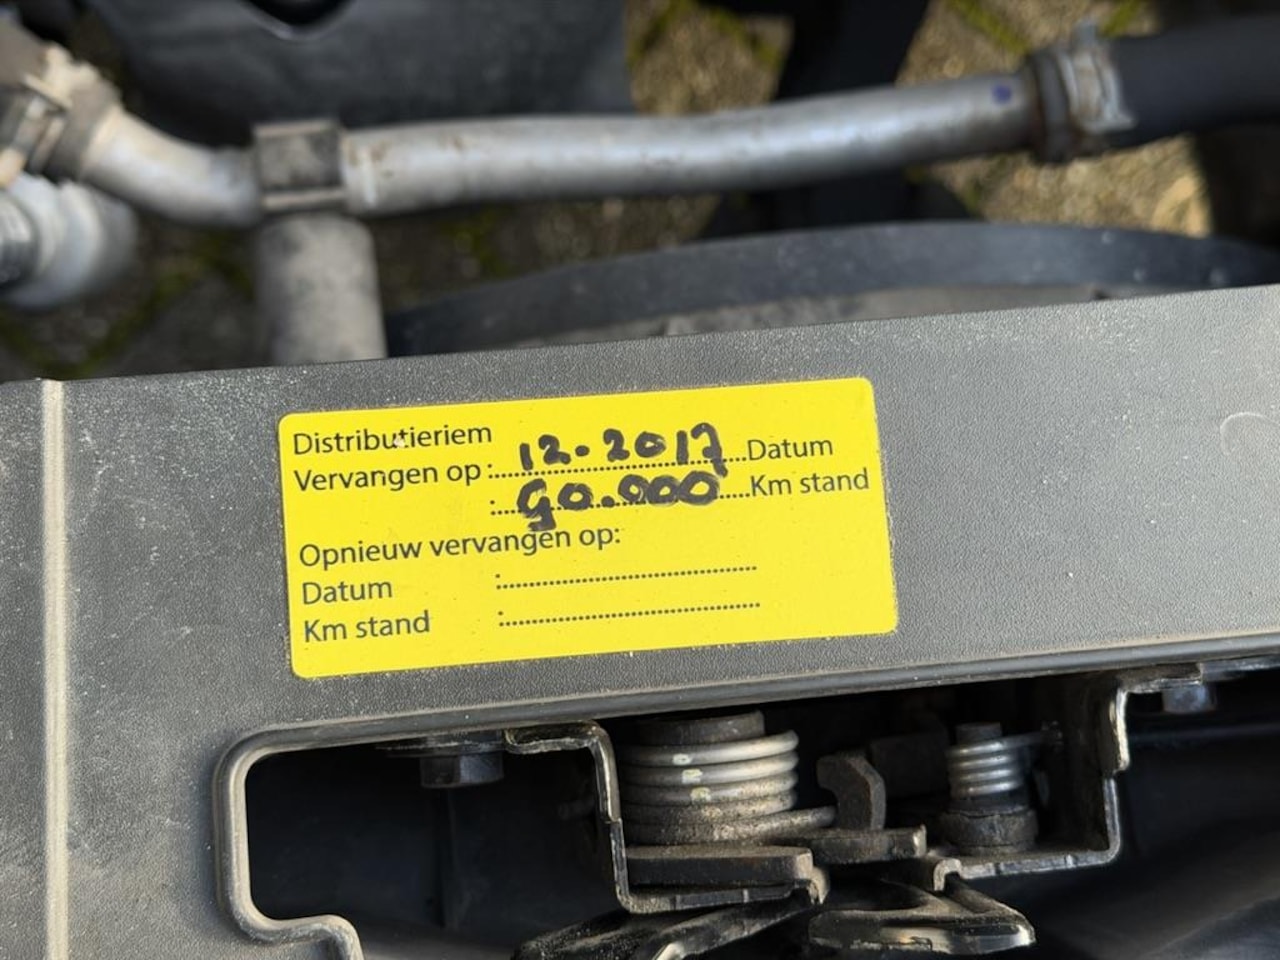 Distributieriem
Vervangen op : 12-2017 Datum
: 90.000 Km stand
Opnieuw vervangen op:
Datum :
Km stand :